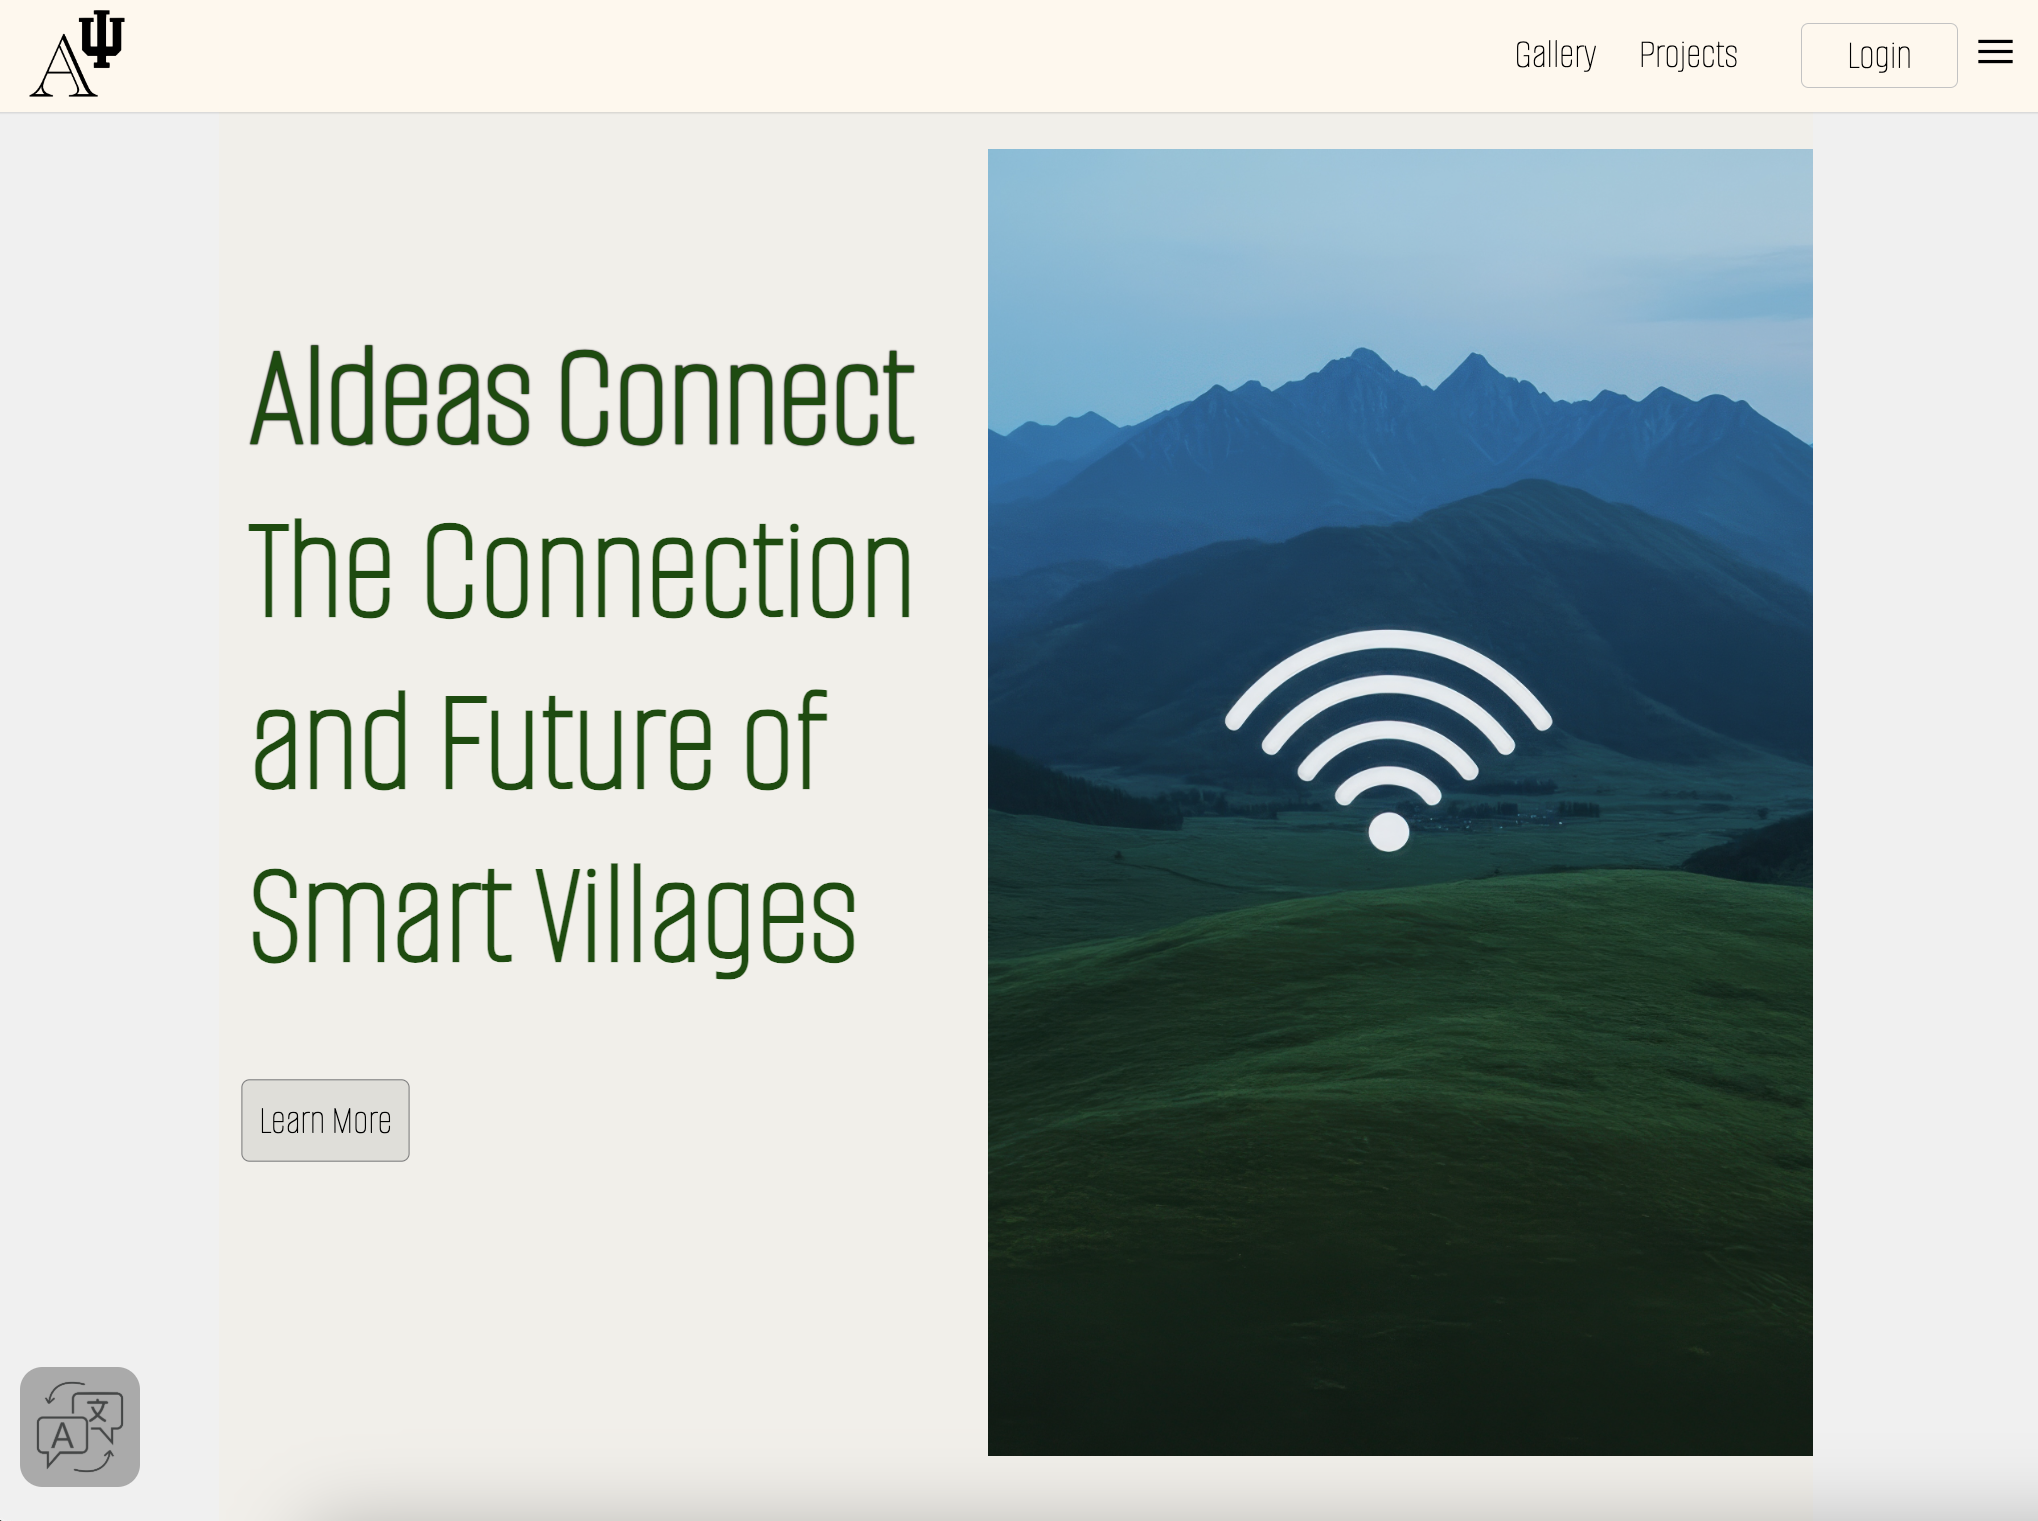 AΨ
Gallery Projects Login
Aldeas Connect
The Connection
and Future of
Smart Villages
Learn More
A 文